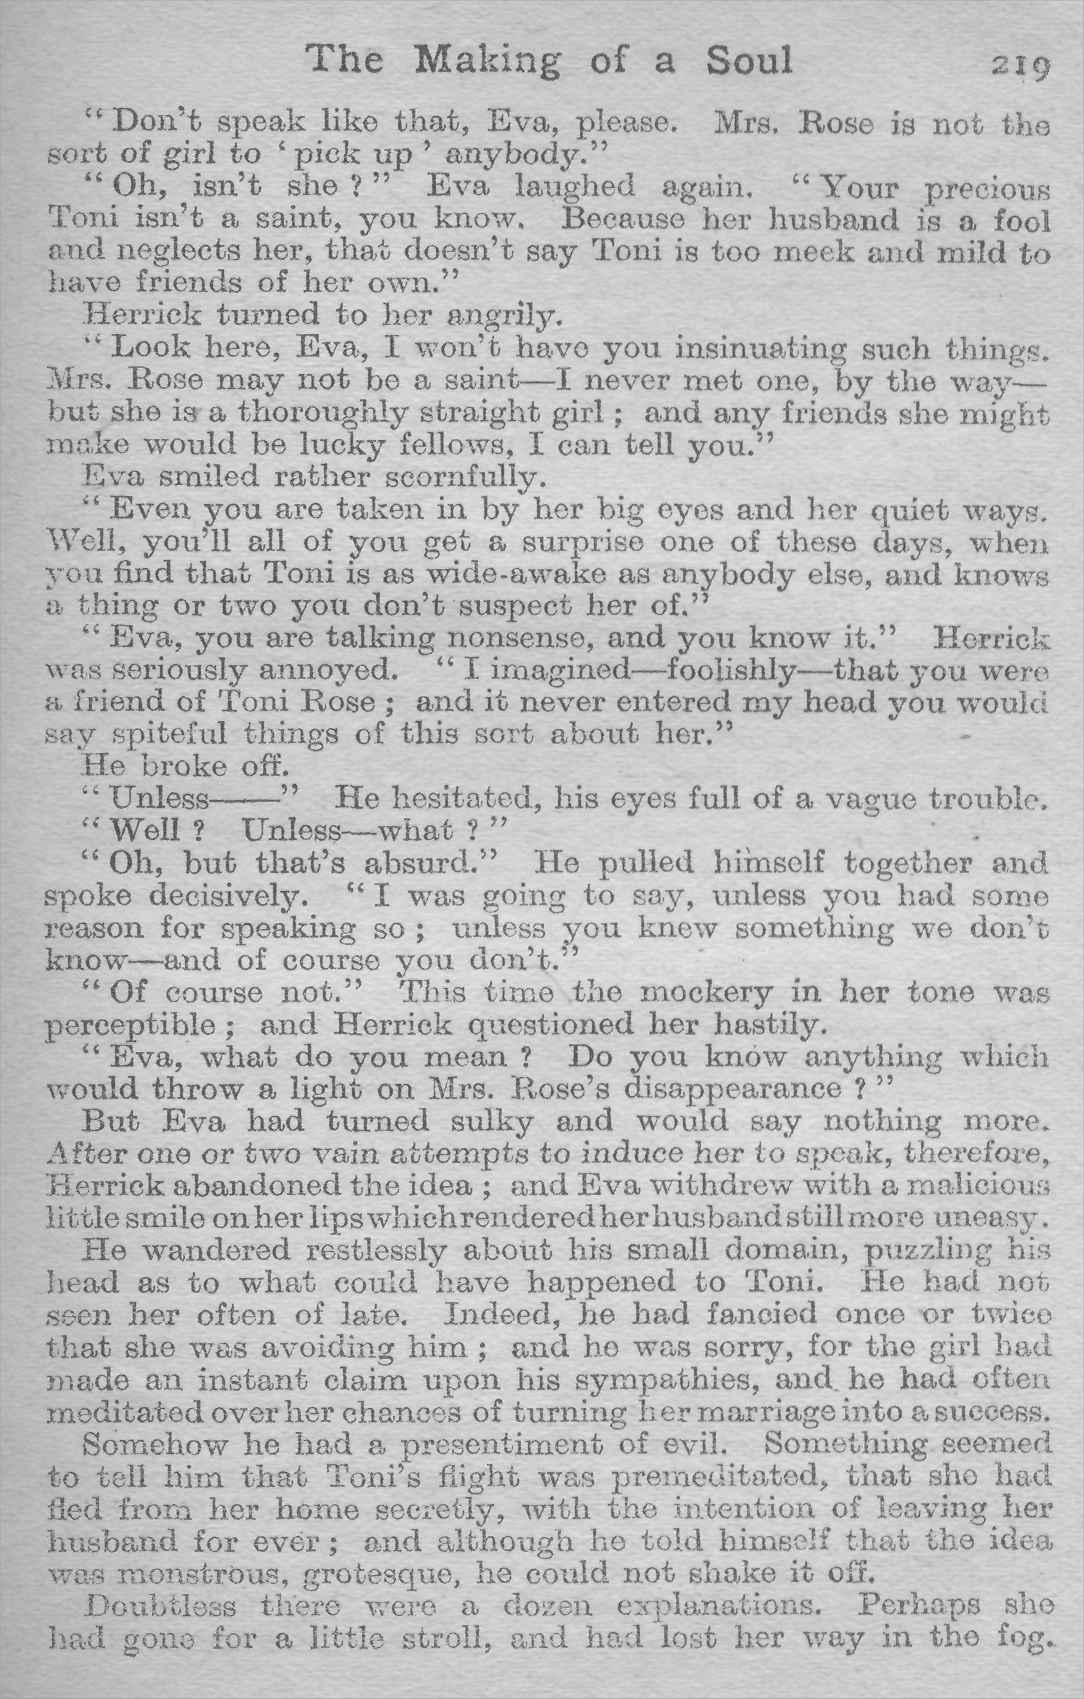 The Making of a Soul 219
“Don’t speak like that, Eva, please. Mrs. Rose is not the
sort of girl to ‘pick up’ anybody.”
“Oh, isn’t she?” Eva laughed again. “Your precious
Toni isn’t a saint, you know. Because her husband is a fool
and neglects her, that doesn’t say Toni is too meek and mild to
have friends of her own.”
Herrick turned to her angrily.
“Look here, Eva, I won’t have you insinuating such things.
Mrs. Rose may not be a saint—I never met one, by the way—
but she is a thoroughly straight girl; and any friends she might
make would be lucky fellows, I can tell you.”
Eva smiled rather scornfully.
“Even you are taken in by her big eyes and her quiet ways.
Well, you’ll all of you get a surprise one of these days, when
you find that Toni is as wide-awake as anybody else, and knows
a thing or two you don’t suspect her of.”
“Eva, you are talking nonsense, and you know it.” Herrick
was seriously annoyed. “I imagined—foolishly—that you were
a friend of Toni Rose; and it never entered my head you would
say spiteful things of this sort about her.”
He broke off.
“Unless——” He hesitated, his eyes full of a vague trouble.
“Well? Unless—what?”
“Oh, but that’s absurd.” He pulled himself together and
spoke decisively. “I was going to say, unless you had some
reason for speaking so; unless you knew something we don’t
know—and of course you don’t.”
“Of course not.” This time the mockery in her tone was
perceptible; and Herrick questioned her hastily.
“Eva, what do you mean? Do you know anything which
would throw a light on Mrs. Rose’s disappearance?”
But Eva had turned sulky and would say nothing more.
After one or two vain attempts to induce her to speak, therefore,
Herrick abandoned the idea; and Eva withdrew with a malicious
little smile on her lips which rendered her husband still more uneasy.
He wandered restlessly about his small domain, puzzling his
head as to what could have happened to Toni. He had not
seen her often of late. Indeed, he had fancied once or twice
that she was avoiding him; and he was sorry, for the girl had
made an instant claim upon his sympathies, and he had often
meditated over her chances of turning her marriage into a success.
Somehow he had a presentiment of evil. Something seemed
to tell him that Toni’s flight was premeditated, that she had
fled from her home secretly, with the intention of leaving her
husband for ever; and although he told himself that the idea
was monstrous, grotesque, he could not shake it off.
Doubtless there were a dozen explanations. Perhaps she
had gone for a little stroll, and had lost her way in the fog.